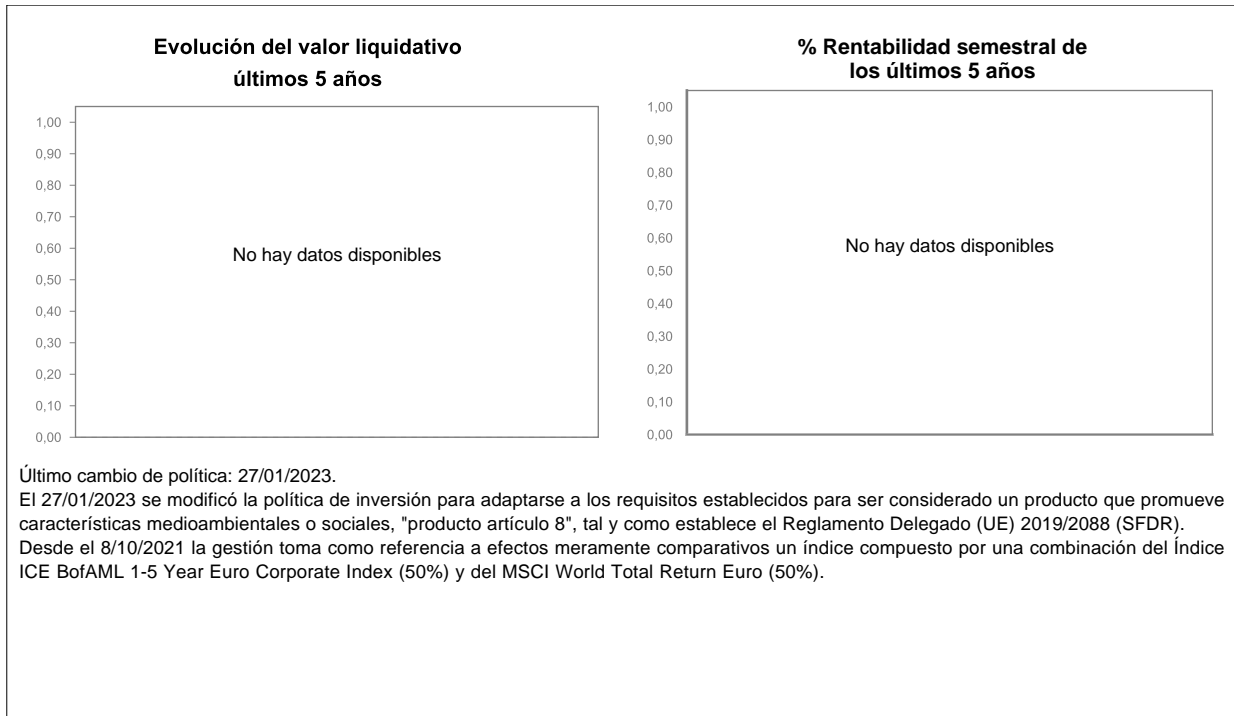 Evolución del valor liquidativo
últimos 5 años
1,00
0,90
0,80
0,70
0,60
0,50
0,40
0,30
0,20
0,10
0,00
No hay datos disponibles
% Rentabilidad semestral de
los últimos 5 años
1,00
0,90
0,80
0,70
0,60
0,50
0,40
0,30
0,20
0,10
0,00
No hay datos disponibles
Último cambio de política: 27/01/2023.
El 27/01/2023 se modificó la política de inversión para adaptarse a los requisitos establecidos para ser considerado un producto que promueve
características medioambientales o sociales, "producto artículo 8", tal y como establece el Reglamento Delegado (UE) 2019/2088 (SFDR).
Desde el 8/10/2021 la gestión toma como referencia a efectos meramente comparativos un índice compuesto por una combinación del Índice
ICE BofAML 1-5 Year Euro Corporate Index (50%) y del MSCI World Total Return Euro (50%).